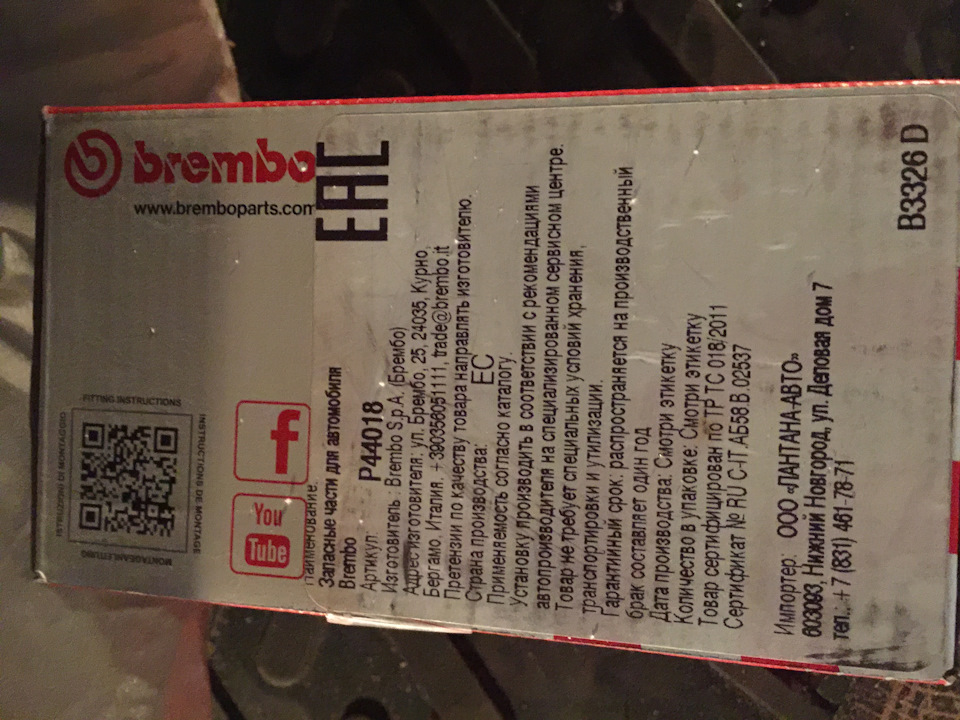 brembo
www.bremboparts.com
FITTING INSTRUCTIONS
ISTRUZIONI DI MONTAGGIO
INSTRUCTIONS DE MONTAGE
MONTAGEANLEITUNG
f
You
Tube
EAC
Наименование:
Запасные части для автомобиля
Brembo
Артикул: P44018
Изготовитель : Brembo S.p.A. (Брембо)
Адрес изготовителя: ул. Брембо, 25, 24035, Курно,
Бергамо, Италия. +390356051111, trade@brembo.it
Претензии по качеству товара направлять изготовителю.
Страна производства: EC
Применяемость согласно каталогу.
Установку производить в соответствии с рекомендациями
автопроизводителя на специализированном сервисном центре.
Товар не требует специальных условий хранения,
транспортировки и утилизации.
Гарантийный срок: распространяется на производственный
брак составляет один год
Дата производства: Смотри этикетку
Количество в упаковке. Смотри этикетку
Товар сертифицирован по ТР ТС 018/2011
Сертификат № RU C-IT.АБ58.В.02537
Импортер: ООО «ПАНТАНА-АВТО»
603093, Нижний Новгород, ул. Деловая дом 7
тел.: +7 (831) 461-78-71
B3326 D